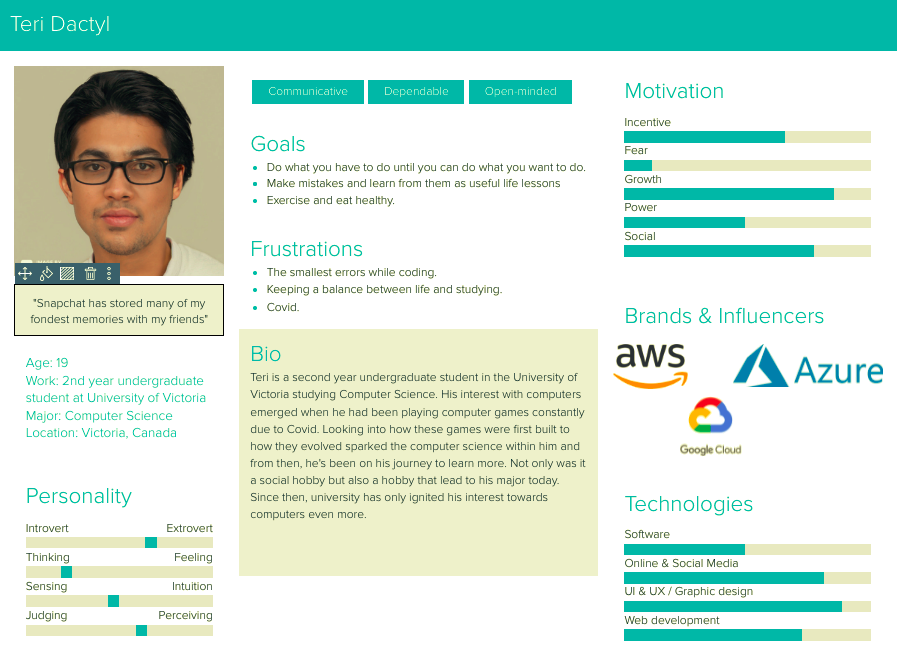 Teri Dactyl
"Snapchat has stored many of my
fondest memories with my friends"
Age: 19
Work: 2nd year undergraduate
student at University of Victoria
Major: Computer Science
Location: Victoria, Canada
Personality
Introvert Extrovert
Thinking Feeling
Sensing Intuition
Judging Perceiving
Communicative Dependable Open-minded
Goals
Do what you have to do until you can do what you want to do.
Make mistakes and learn from them as useful life lessons
Exercise and eat healthy.
Frustrations
The smallest errors while coding.
Keeping a balance between life and studying.
Covid.
Bio
Teri is a second year undergraduate student in the University of
Victoria studying Computer Science. His interest with computers
emerged when he had been playing computer games constantly
due to Covid. Looking into how these games were first built to
how they evolved sparked the computer science within him and
from then, he's been on his journey to learn more. Not only was it
a social hobby but also a hobby that lead to his major today.
Since then, university has only ignited his interest towards
computers even more.
Motivation
Incentive
Fear
Growth
Power
Social
Brands & Influencers
aws
Azure
Google Cloud
Technologies
Software
Online & Social Media
UI & UX / Graphic design
Web development